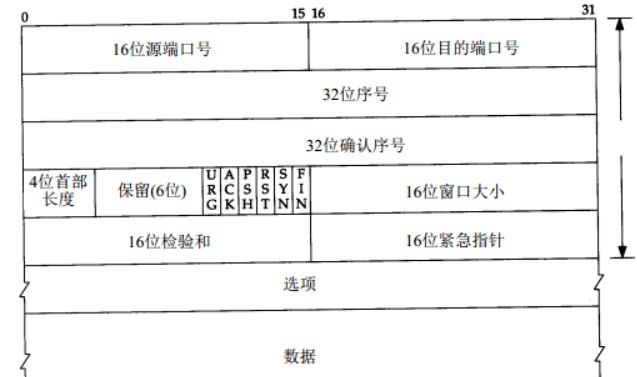 0 15 16 31
16位源端口号 16位目的端口号
32位序号
32位确认序号
4位首部长度 保留(6位) URG ACK PSH RST SYN FIN 16位窗口大小
16位检验和 16位紧急指针
选项
数据